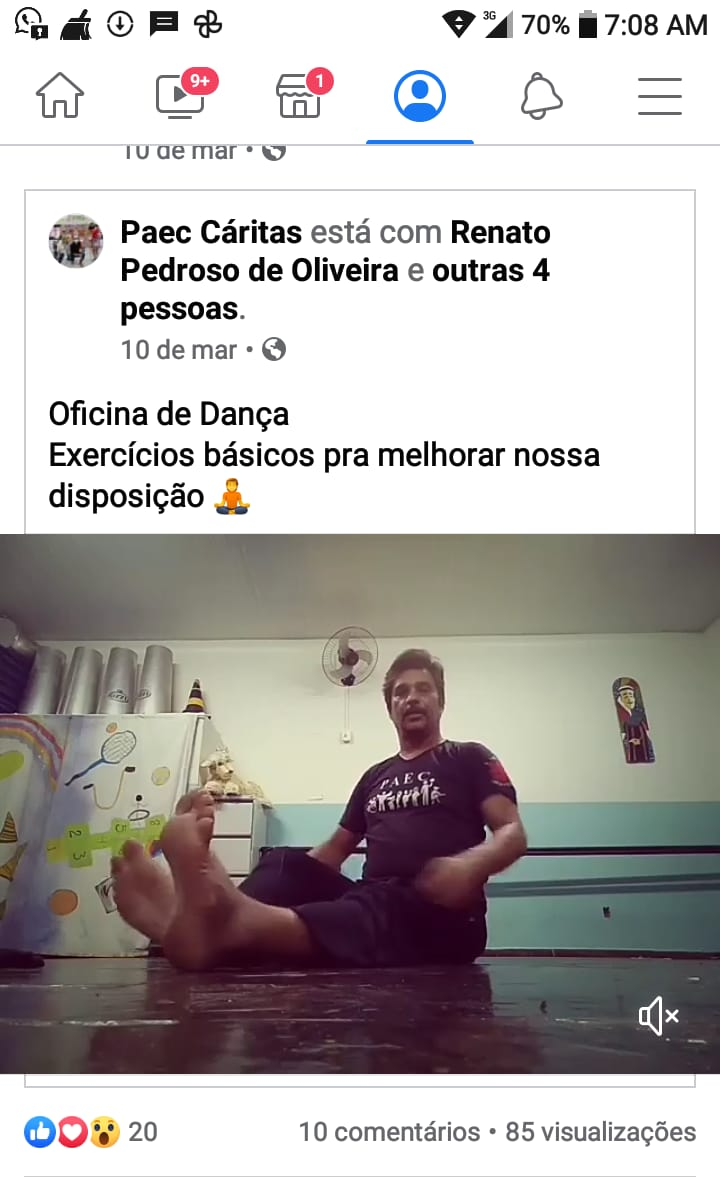 3G 70% 7:08 AM
9+ 1
10 de mar •
Paec Cáritas está com Renato
Pedroso de Oliveira e outras 4
pessoas.
10 de mar •
Oficina de Dança
Exercícios básicos pra melhorar nossa
disposição
PAEC
20 10 comentários • 85 visualizações